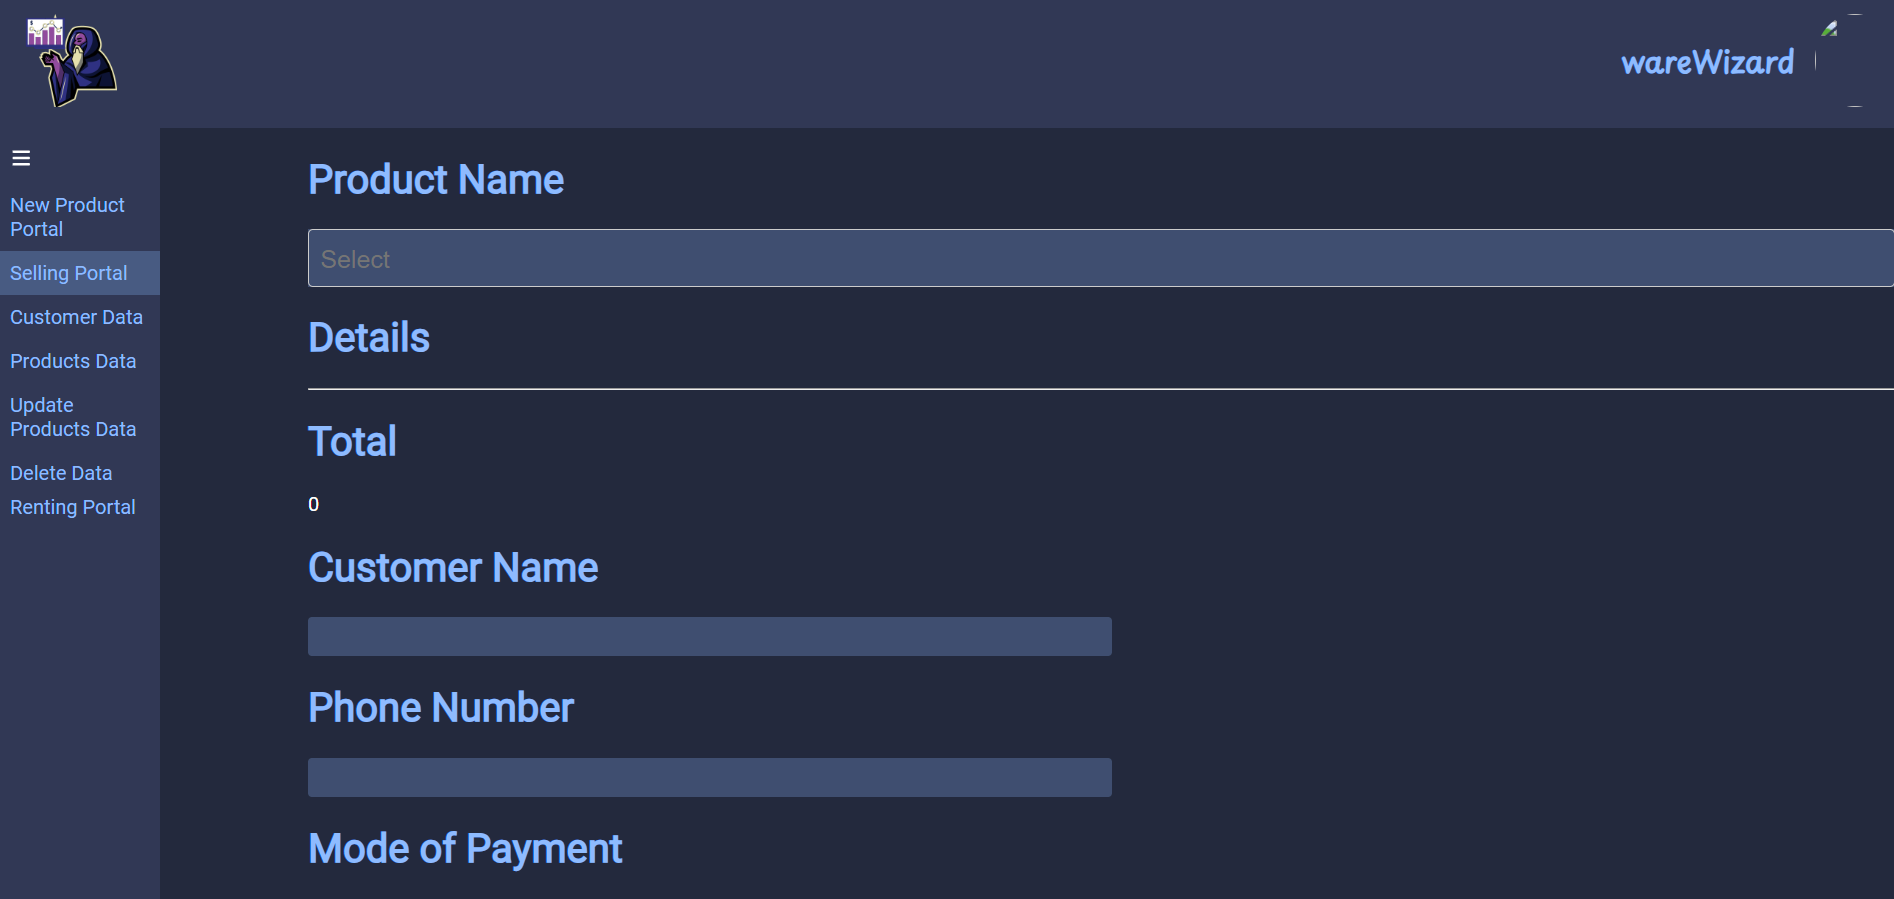 wareWizard
New Product
Portal
Selling Portal
Customer Data
Products Data
Update
Products Data
Delete Data
Renting Portal
Product Name
Select
Details
Total
0
Customer Name
Phone Number
Mode of Payment